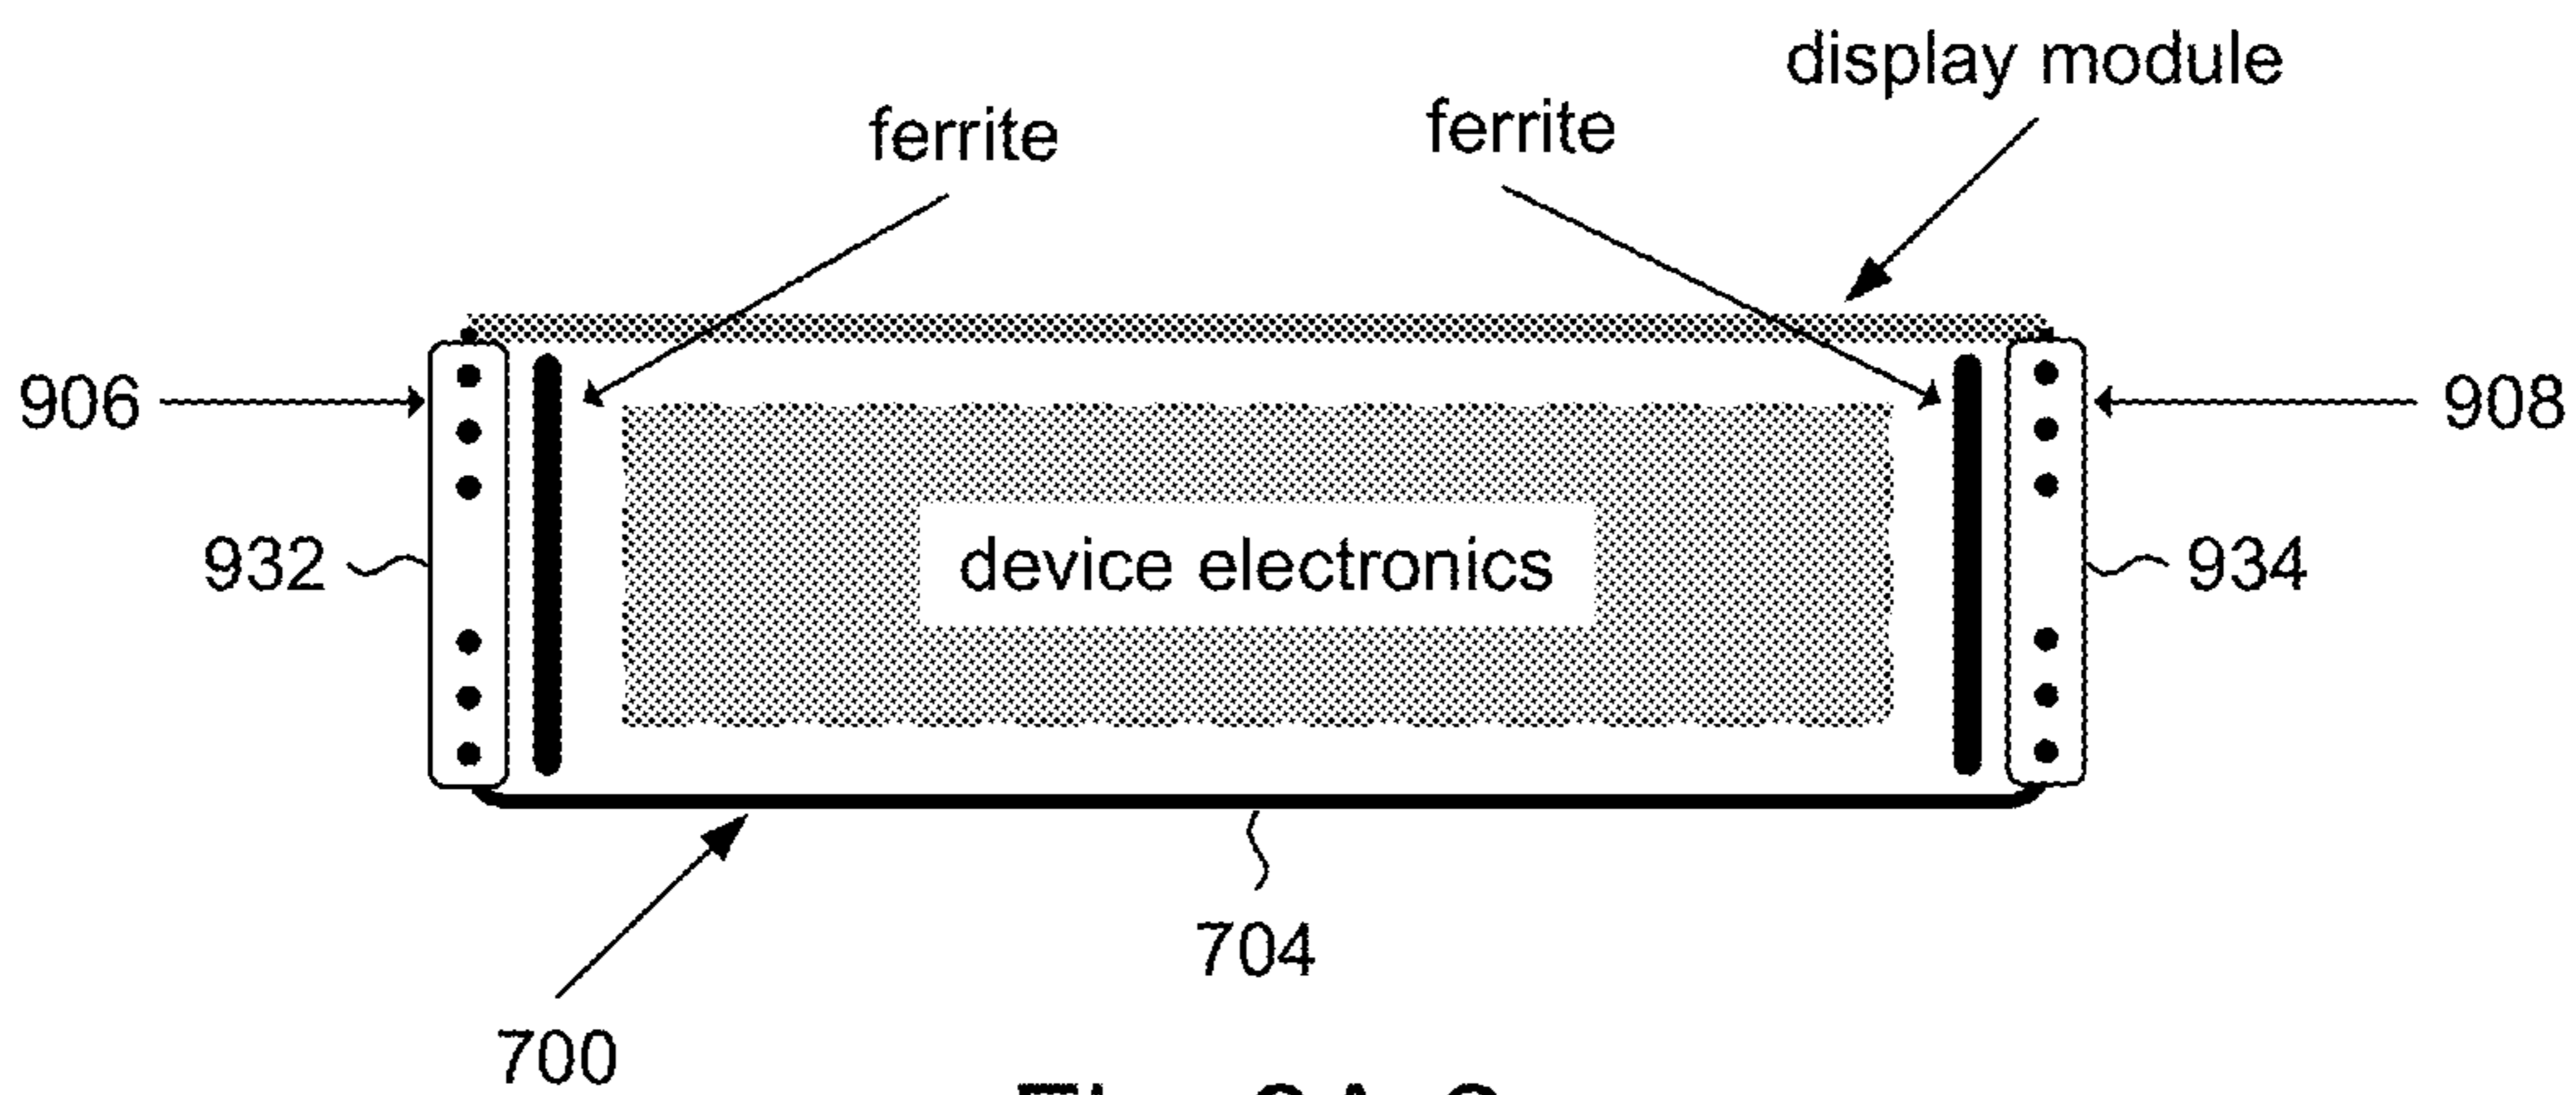 display module
ferrite
ferrite
906
908
932
device electronics
934
704
700